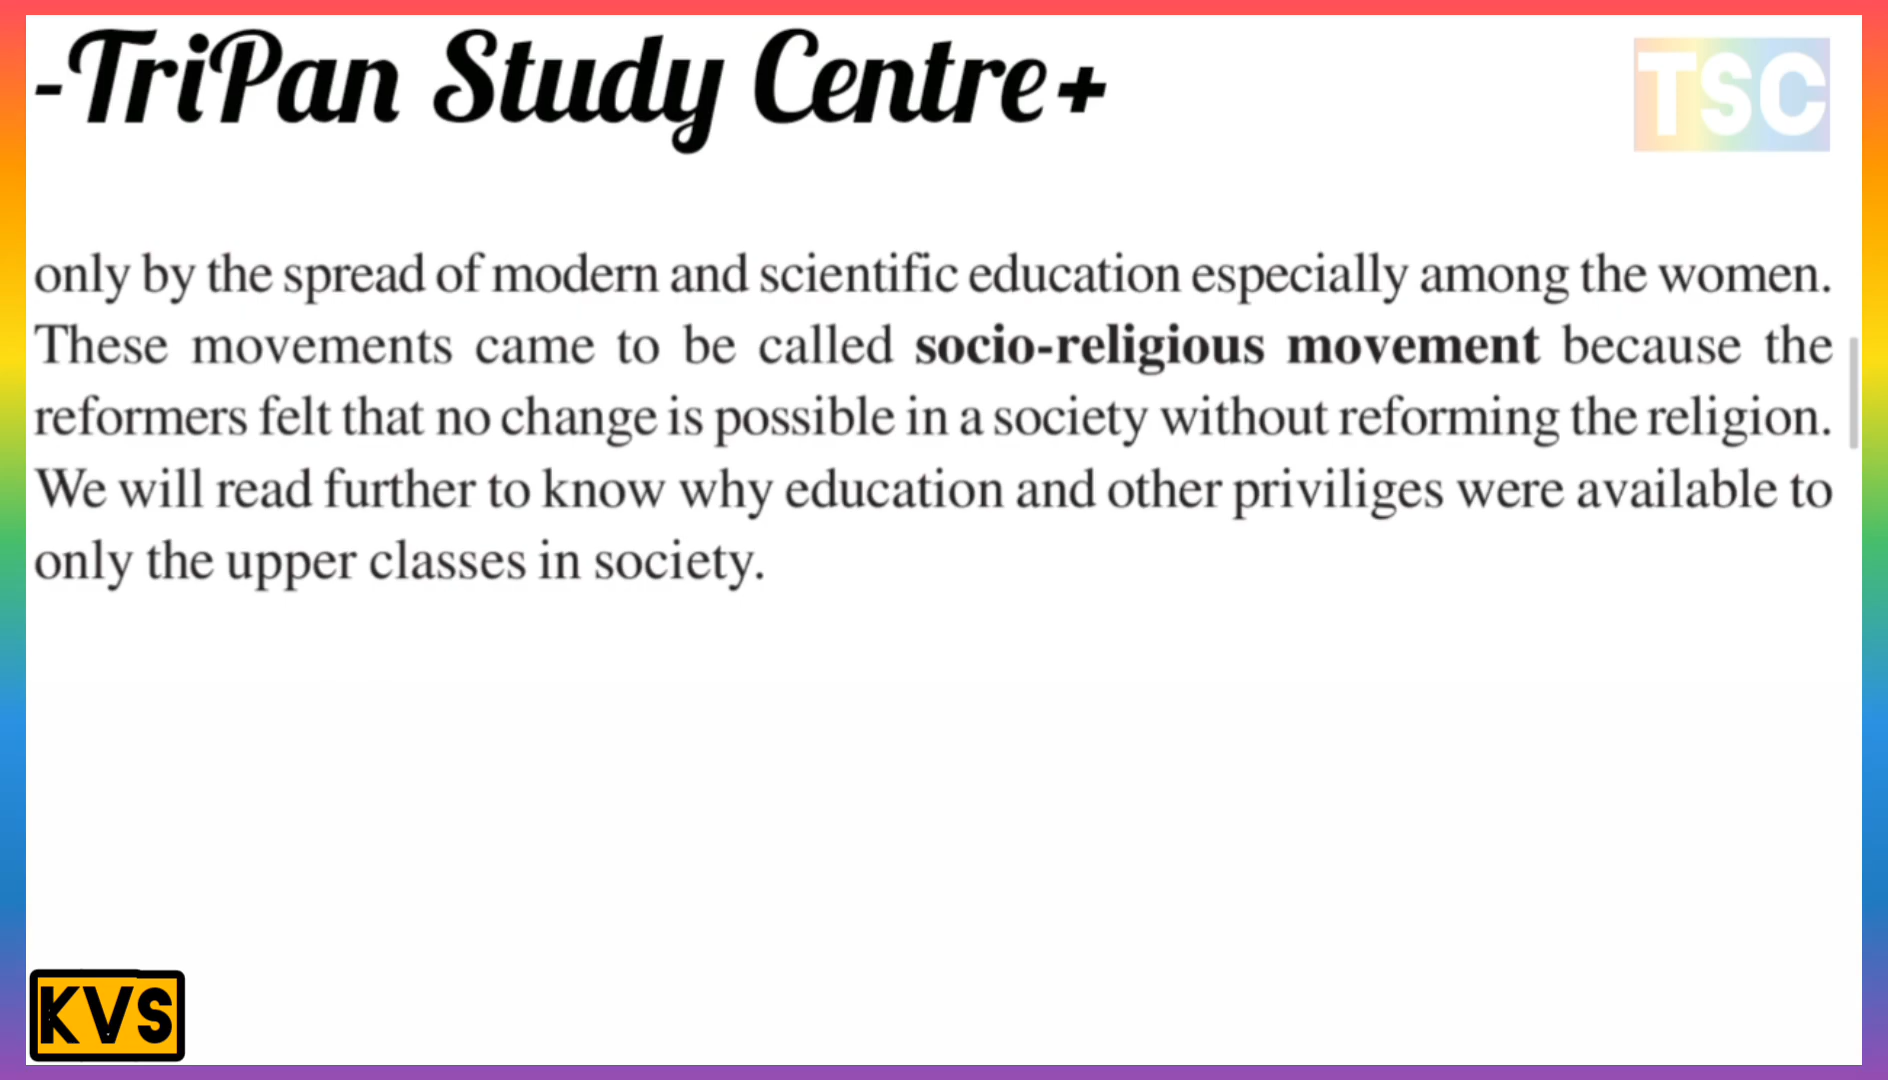 -TriPan Study Centre+
TSC
only by the spread of modern and scientific education especially among the women.
These movements came to be called socio-religious movement because the
reformers felt that no change is possible in a society without reforming the religion.
We will read further to know why education and other priviliges were available to
only the upper classes in society.
KVS